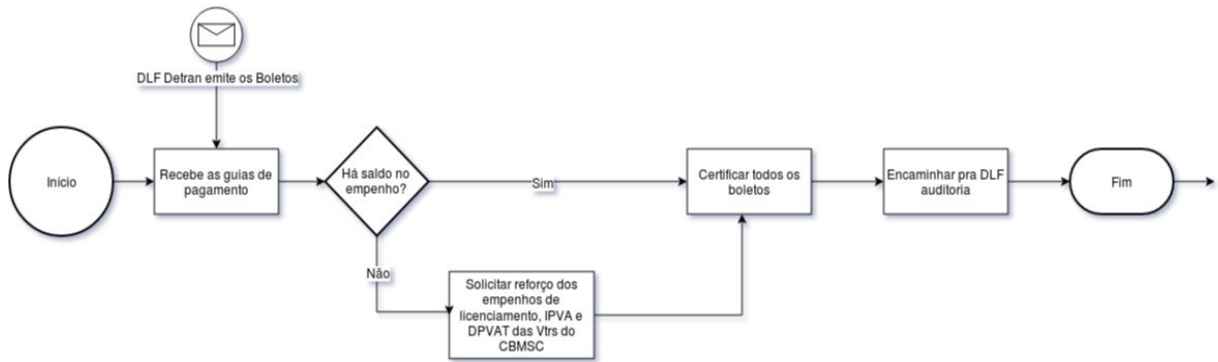 DLF Detran emite os Boletos
Início
Recebe as guias de
pagamento
Há saldo no
empenho?
Sim
Certificar todos os
boletos
Encaminhar pra DLF
auditoria
Fim
Não
Solicitar reforço dos
empenhos de
licenciamento, IPVA e
DPVAT das Vtrs do
CBMSC